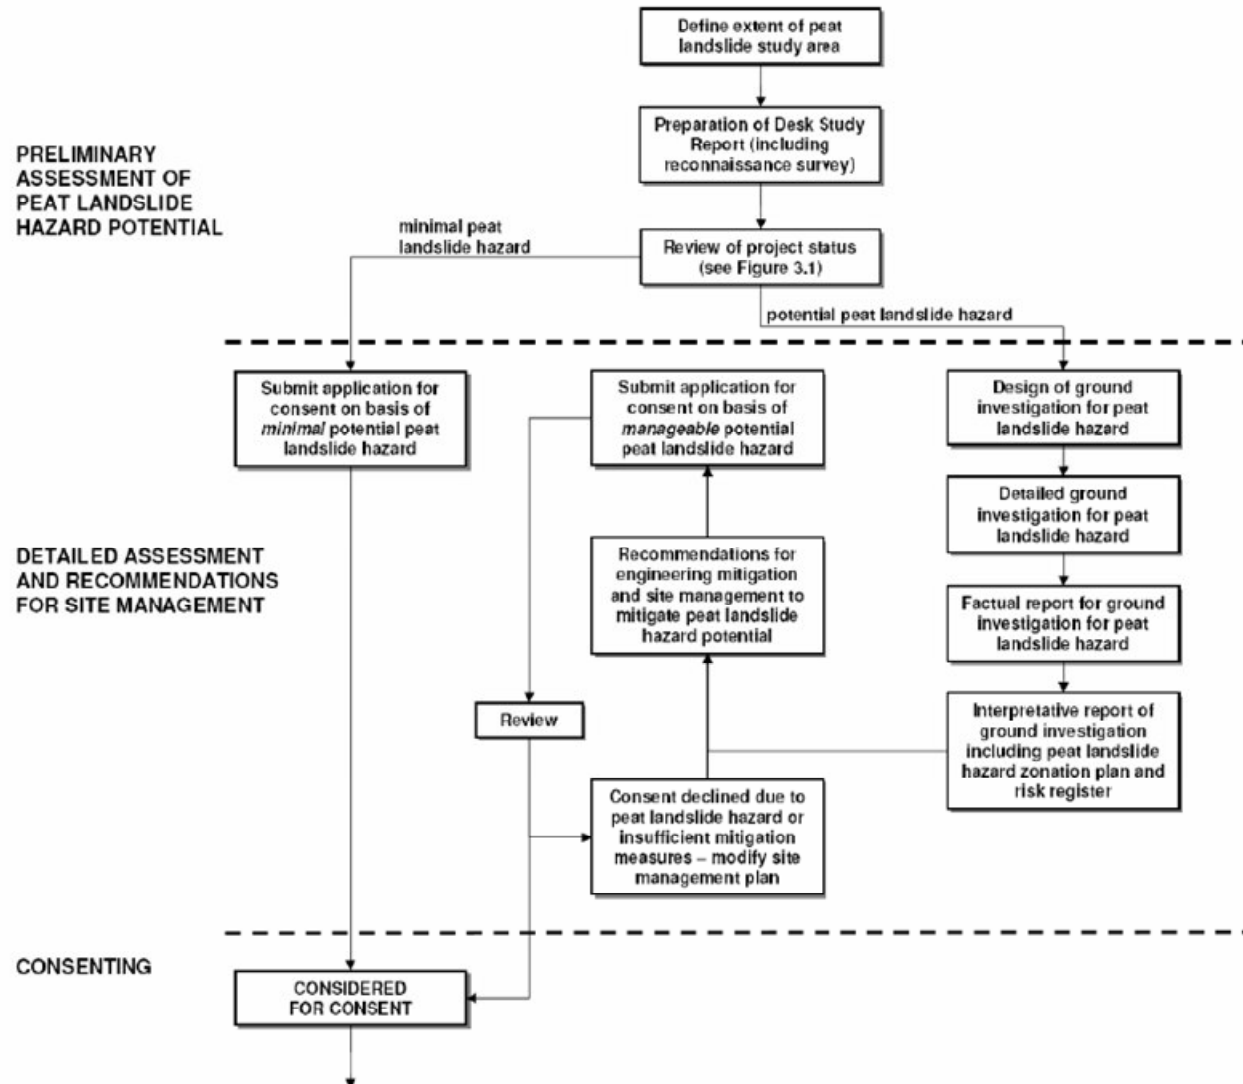 Define extent of peat
landslide study area
Preparation of Desk Study
Report (including
reconnaissance survey)
PRELIMINARY
ASSESSMENT OF
PEAT LANDSLIDE
HAZARD POTENTIAL
minimal peat
landslide hazard
Review of project status
(see Figure 3.1)
potential peat landslide hazard
Submit application for
consent on basis of
minimal potential peat
landslide hazard
Submit application for
consent on basis of
manageable potential
peat landslide hazard
Design of ground
investigation for peat
landslide hazard
Detailed ground
investigation for peat
landslide hazard
DETAILED ASSESSMENT
AND RECOMMENDATIONS
FOR SITE MANAGEMENT
Recommendations for
engineering mitigation
and site management to
mitigate peat landslide
hazard potential
Factual report for ground
investigation for peat
landslide hazard
Review
Interpretative report of
ground investigation
including peat landslide
hazard zonation plan and
risk register
Consent declined due to
peat landslide hazard or
insufficient mitigation
measures – modify site
management plan
CONSENTING
CONSIDERED
FOR CONSENT